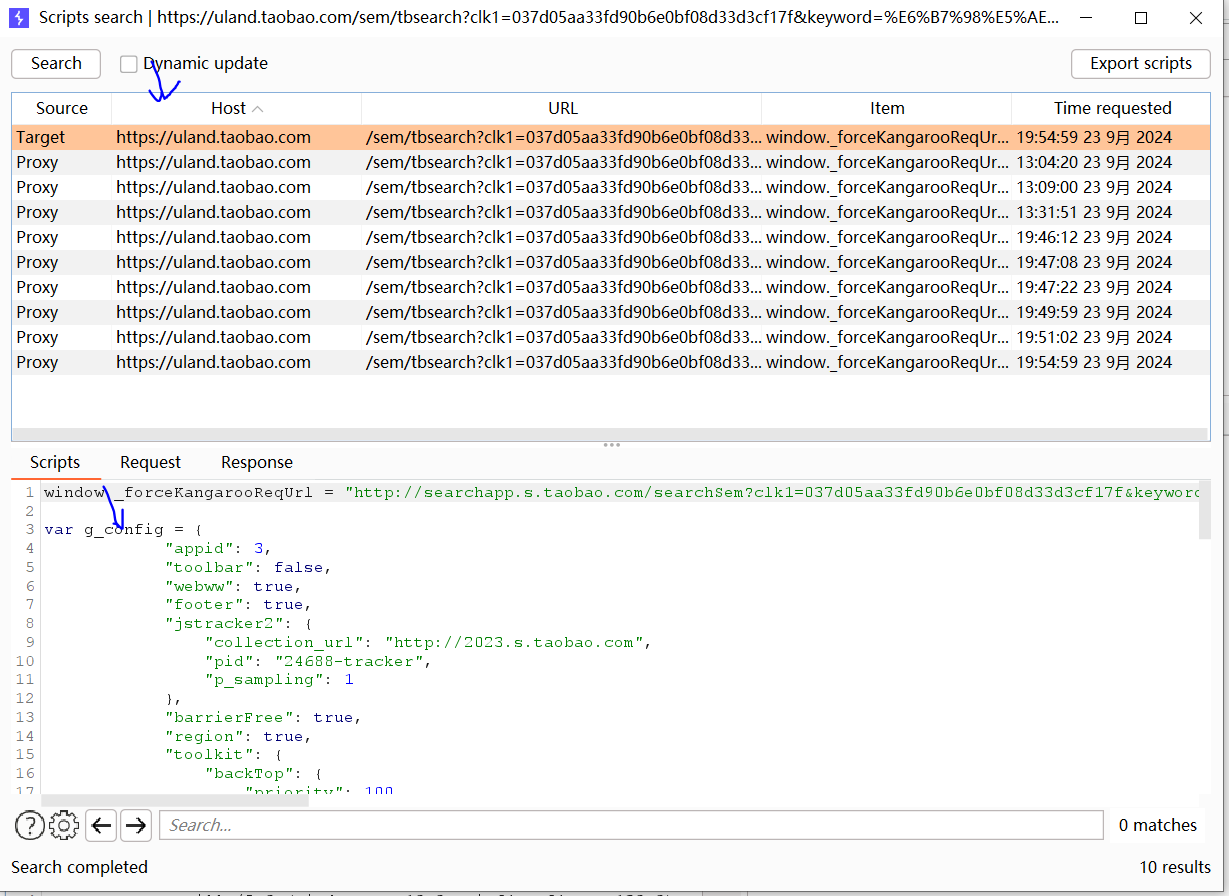 Scripts search | https://uland.taobao.com/sem/tbsearch?clk1=037d05aa33fd90b6e0bf08d33d3cf17f&keyword=%E6%B7%98%E5%AE...
Search Dynamic update Export scripts
Source Host URL Item Time requested
Target https://uland.taobao.com /sem/tbsearch?clk1=037d05aa33fd90b6e0bf08d33... window._forceKangarooReqUr... 19:54:59 23 9月 2024
Proxy https://uland.taobao.com /sem/tbsearch?clk1=037d05aa33fd90b6e0bf08d33... window._forceKangarooReqUr... 13:04:20 23 9月 2024
Proxy https://uland.taobao.com /sem/tbsearch?clk1=037d05aa33fd90b6e0bf08d33... window._forceKangarooReqUr... 13:09:00 23 9月 2024
Proxy https://uland.taobao.com /sem/tbsearch?clk1=037d05aa33fd90b6e0bf08d33... window._forceKangarooReqUr... 13:31:51 23 9月 2024
Proxy https://uland.taobao.com /sem/tbsearch?clk1=037d05aa33fd90b6e0bf08d33... window._forceKangarooReqUr... 19:46:12 23 9月 2024
Proxy https://uland.taobao.com /sem/tbsearch?clk1=037d05aa33fd90b6e0bf08d33... window._forceKangarooReqUr... 19:47:08 23 9月 2024
Proxy https://uland.taobao.com /sem/tbsearch?clk1=037d05aa33fd90b6e0bf08d33... window._forceKangarooReqUr... 19:47:22 23 9月 2024
Proxy https://uland.taobao.com /sem/tbsearch?clk1=037d05aa33fd90b6e0bf08d33... window._forceKangarooReqUr... 19:49:59 23 9月 2024
Proxy https://uland.taobao.com /sem/tbsearch?clk1=037d05aa33fd90b6e0bf08d33... window._forceKangarooReqUr... 19:51:02 23 9月 2024
Proxy https://uland.taobao.com /sem/tbsearch?clk1=037d05aa33fd90b6e0bf08d33... window._forceKangarooReqUr... 19:54:59 23 9月 2024
Scripts Request Response
1 window._forceKangarooReqUrl = "http://searchapp.s.taobao.com/searchSem?clk1=037d05aa33fd90b6e0bf08d33d3cf17f&keyword
2
3 var g_config = {
4 "appid": 3,
5 "toolbar": false,
6 "webww": true,
7 "footer": true,
8 "jstracker2": {
9 "collection_url": "http://2023.s.taobao.com",
10 "pid": "24688-tracker",
11 "p_sampling": 1
12 },
13 "barrierFree": true,
14 "region": true,
15 "toolkit": {
16 "backTop": {
17 "priority": 100
Search... 0 matches
Search completed 10 results